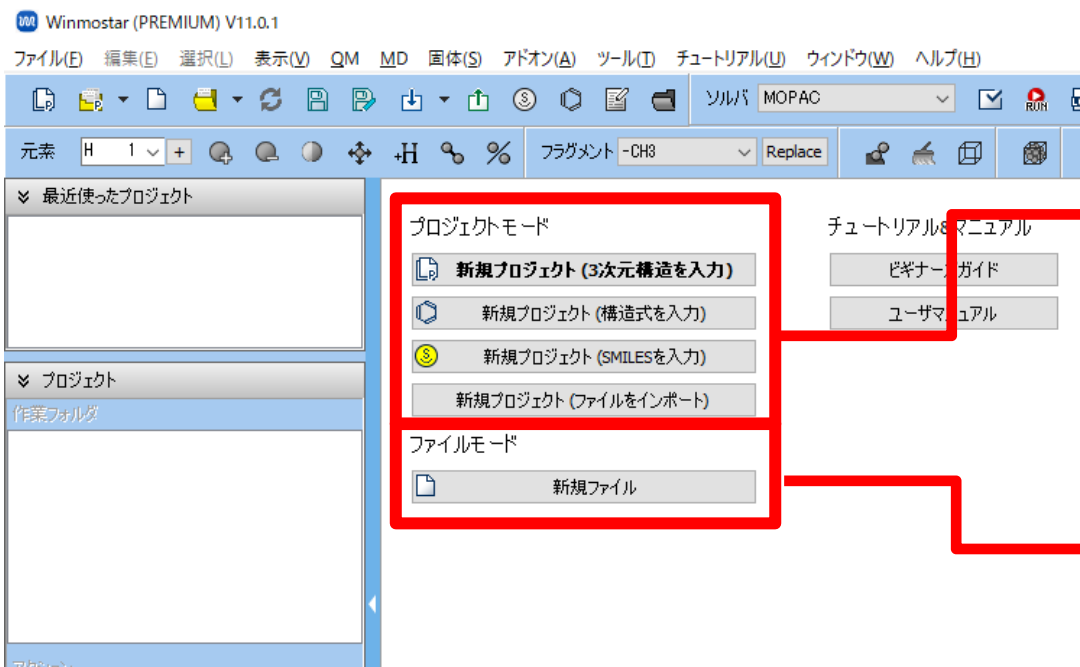 Winmostar (PREMIUM) V11.0.1
ファイル(F) 編集(E) 選択(L) 表示(V) QM MD 固体(S) アドオン(A) ツール(T) チュートリアル(U) ウィンドウ(W) ヘルプ(H)
ソルバ MOPAC RUN
元素 H 1 + +H フラグメント -CH3 Replace
最近使ったプロジェクト
プロジェクト
作業フォルダ
プロジェクトモード
新規プロジェクト (3次元構造を入力)
新規プロジェクト (構造式を入力)
新規プロジェクト (SMILESを入力)
新規プロジェクト (ファイルをインポート)
ファイルモード
新規ファイル
チュートリアル&マニュアル
ビギナーズガイド
ユーザマニュアル